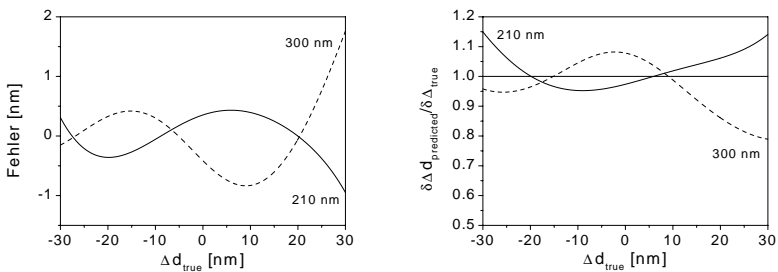 2
1
0
-1
-30 -20 -10 0 10 20 30
Fehler [nm]
Δd_true [nm]
300 nm
210 nm
1.2
1.1
1.0
0.9
0.8
0.7
0.6
0.5
-30 -20 -10 0 10 20 30
δΔd_predicted/δΔ_true
Δd_true [nm]
210 nm
300 nm